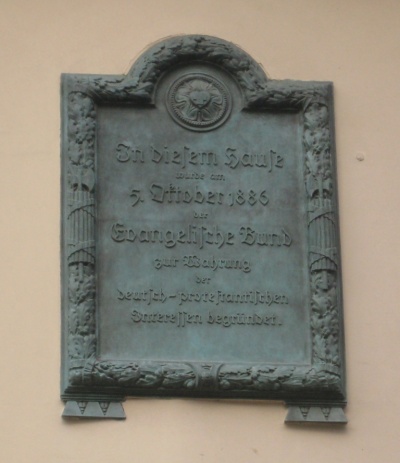 In diesem Hause
wurde am
5. Oktober 1886
der
Evangelische Bund
zur Wahrung
der
deutsch-protestantischen
Interessen begründet.